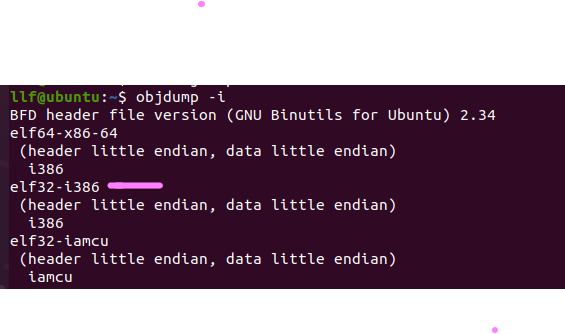 llf@ubuntu:~$ objdump -i
BFD header file version (GNU Binutils for Ubuntu) 2.34
elf64-x86-64
 (header little endian, data little endian)
  i386
elf32-i386
 (header little endian, data little endian)
  i386
elf32-iamcu
 (header little endian, data little endian)
  iamcu